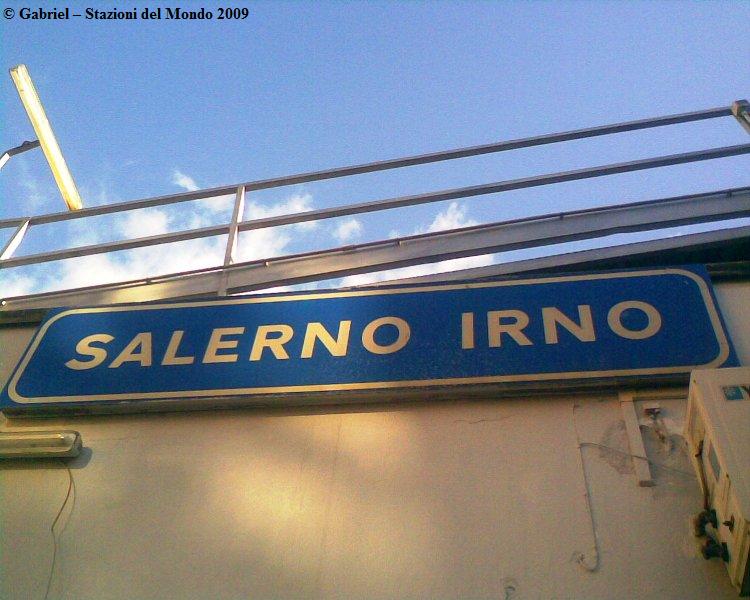 © Gabriel – Stazioni del Mondo 2009
SALERNO IRNO